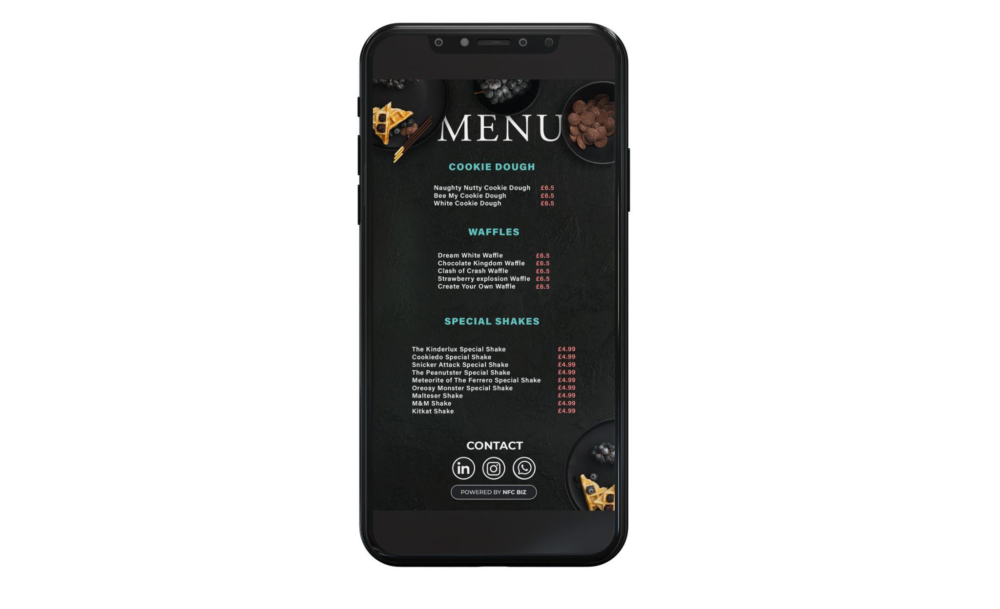 MENU
COOKIE DOUGH
Naughty Nutty Cookie Dough £6.5
Bee My Cookie Dough £6.5
White Cookie Dough £6.5
WAFFLES
Dream White Waffle £6.5
Chocolate Kingdom Waffle £6.5
Clash of Crash Waffle £6.5
Strawberry explosion Waffle £6.5
Create Your Own Waffle £6.5
SPECIAL SHAKES
The Kinderlux Special Shake £4.99
Cookiedo Special Shake £4.99
Snicker Attack Special Shake £4.99
The Peanutster Special Shake £4.99
Meteorite of The Ferrero Special Shake £4.99
Oreosy Monster Special Shake £4.99
Malteser Shake £4.99
M&M Shake £4.99
Kitkat Shake £4.99
CONTACT
in
POWERED BY NFC BIZ